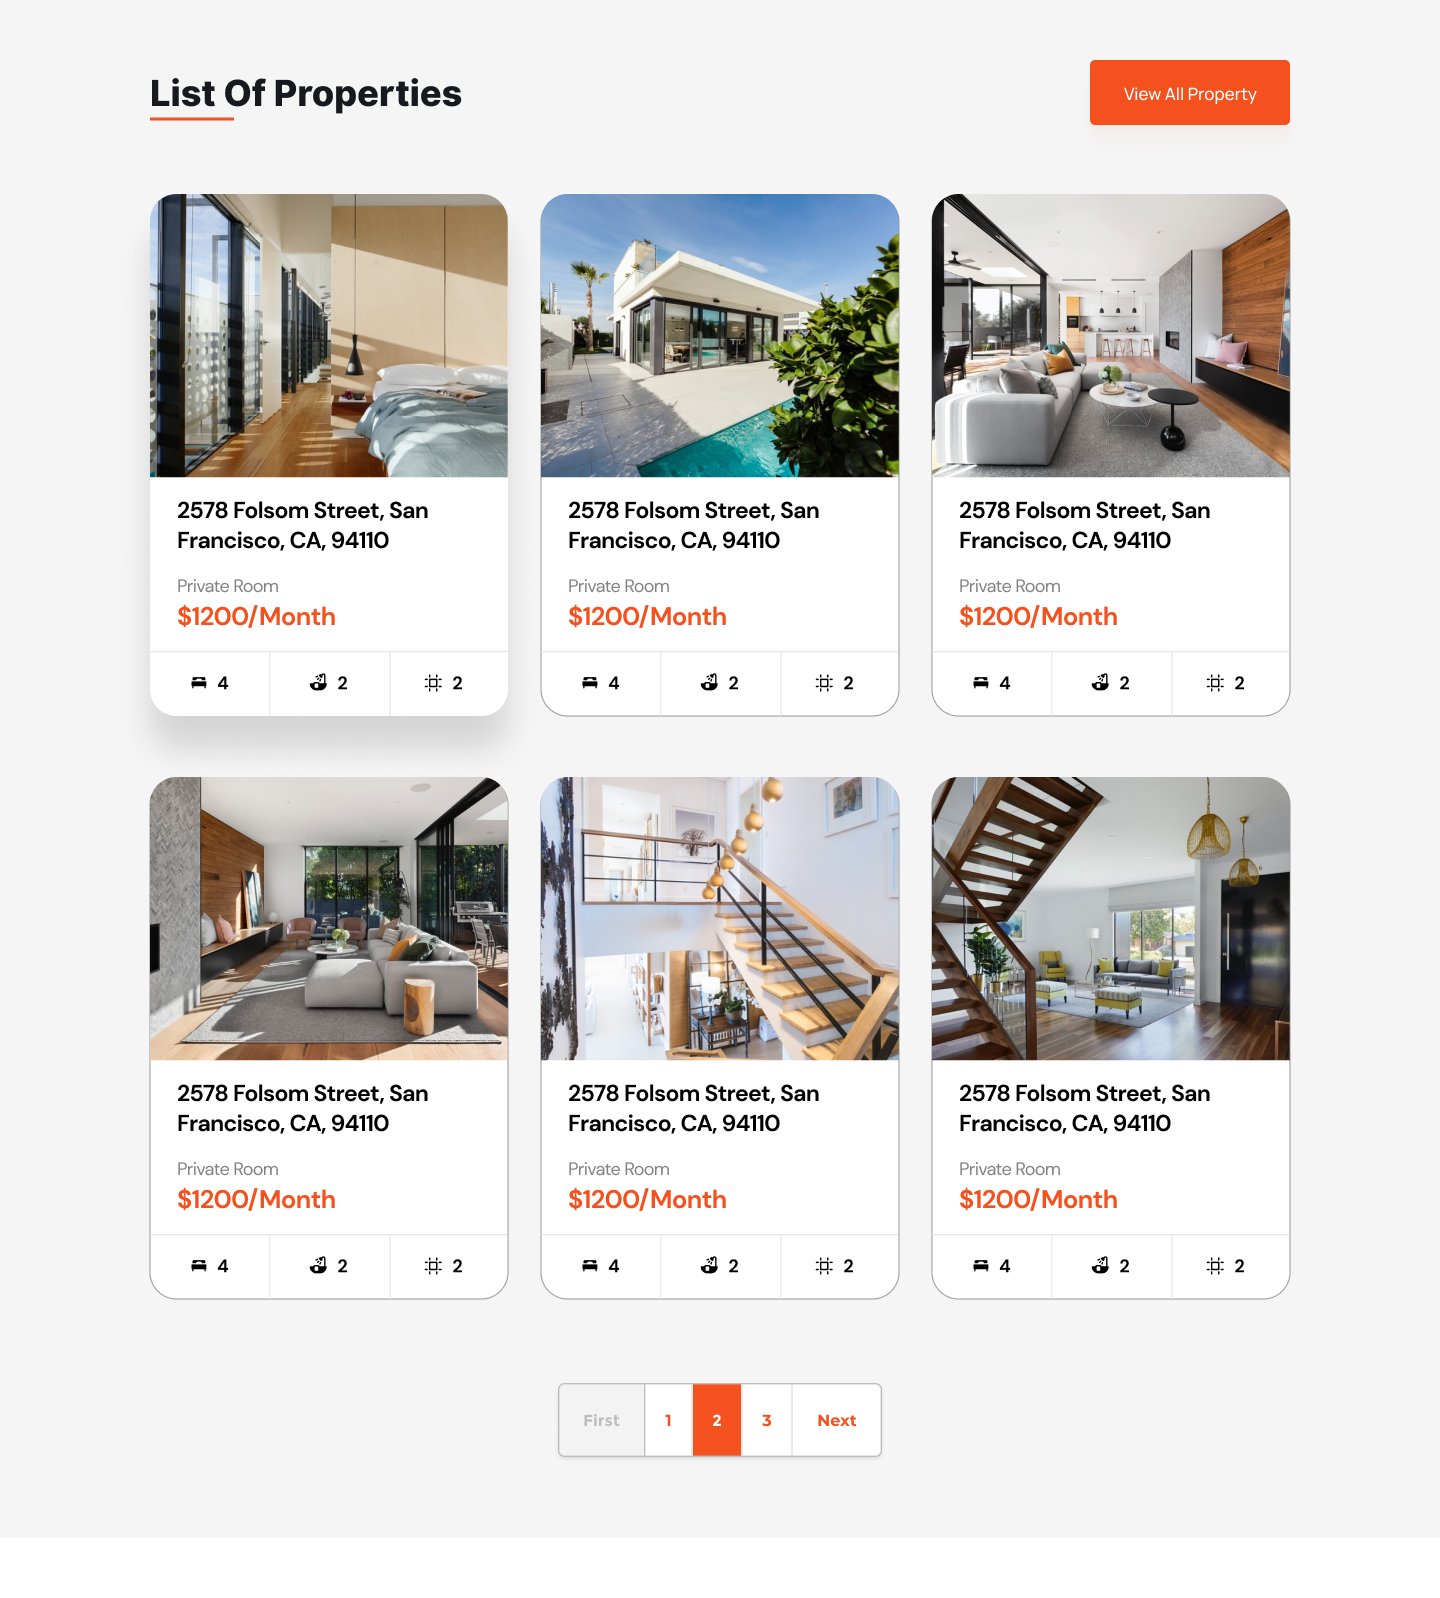 List Of Properties
View All Property
2578 Folsom Street, San
Francisco, CA, 94110
Private Room
$1200/Month
4 2 2
2578 Folsom Street, San
Francisco, CA, 94110
Private Room
$1200/Month
4 2 2
2578 Folsom Street, San
Francisco, CA, 94110
Private Room
$1200/Month
4 2 2
2578 Folsom Street, San
Francisco, CA, 94110
Private Room
$1200/Month
4 2 2
2578 Folsom Street, San
Francisco, CA, 94110
Private Room
$1200/Month
4 2 2
2578 Folsom Street, San
Francisco, CA, 94110
Private Room
$1200/Month
4 2 2
First 1 2 3 Next